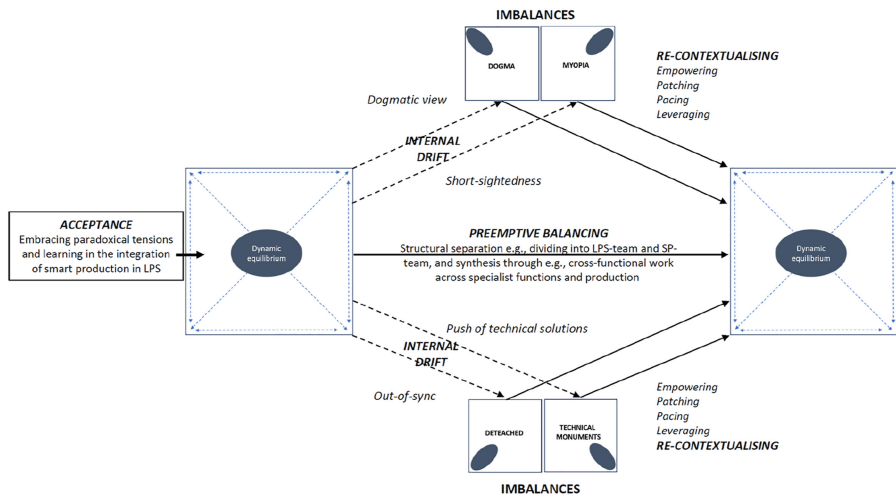 IMBALANCES
DOGMA
MYOPIA
RE-CONTEXTUALISING
Empowering
Patching
Pacing
Leveraging
Dogmatic view
INTERNAL
DRIFT
Short-sightedness
ACCEPTANCE
Embracing paradoxical tensions
and learning in the integration
of smart production in LPS
Dynamic
equilibrium
PREEMPTIVE BALANCING
Structural separation e.g., dividing into LPS-team and SP-
team, and synthesis through e.g., cross-functional work
across specialist functions and production
Dynamic
equilibrium
Push of technical solutions
INTERNAL
DRIFT
Out-of-sync
DETEACHED
TECHNICAL
MONUMENTS
Empowering
Patching
Pacing
Leveraging
RE-CONTEXTUALISING
IMBALANCES